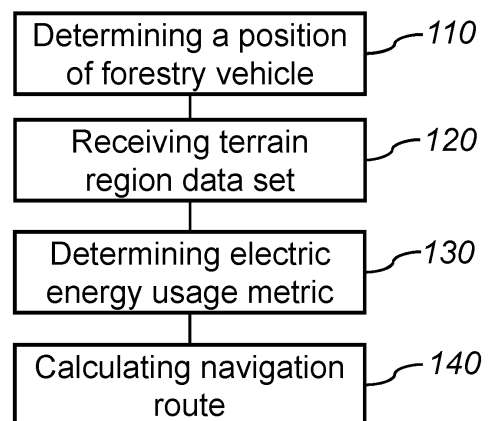 Determining a position 110
of forestry vehicle
Receiving terrain 120
region data set
Determining electric 130
energy usage metric
Calculating navigation 140
route